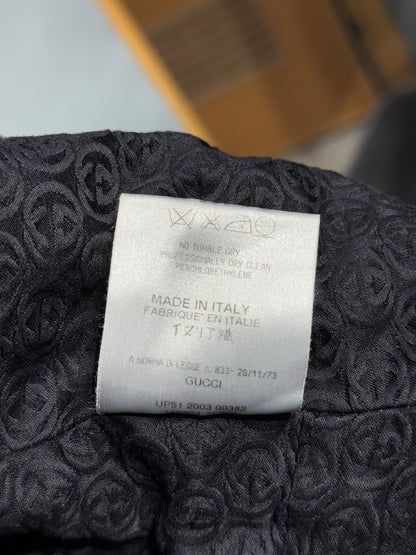 NO TUMBLE DRY
PROFESSIONALLY DRY CLEAN
PERCHLORETHYLENE
MADE IN ITALY
FABRIQUE' EN ITALIE
イタリア製
A NORMA DI LEGGE n. 833- 26/11/73
GUCCI
UP51 2003 00382